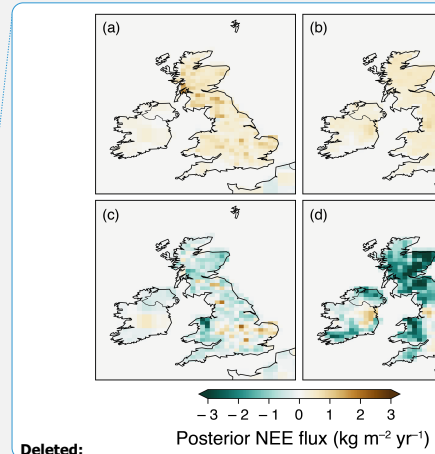 (a) (b)
(c) (d)
−3 −2 −1 0 1 2 3
Posterior NEE flux (kg m⁻² yr⁻¹)
Deleted: